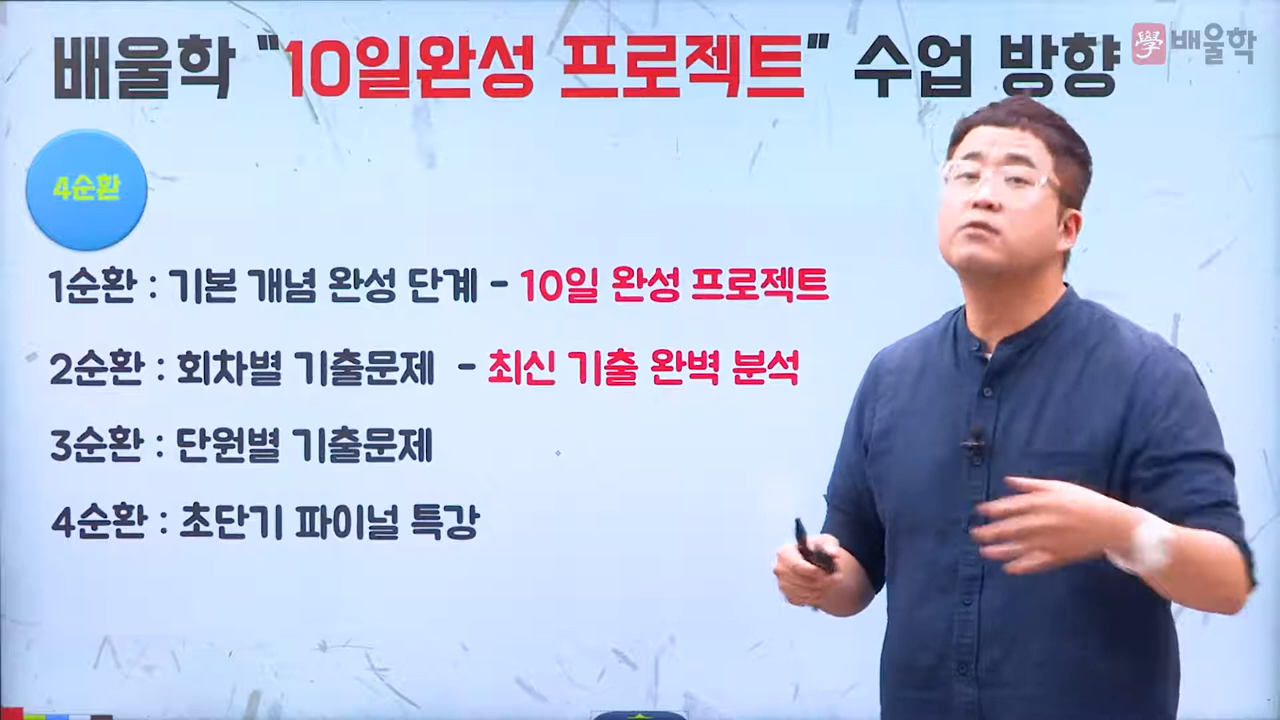 배울학 "10일완성 프로젝트" 수업 방향
學 배울학
4순환
1순환 : 기본 개념 완성 단계 - 10일 완성 프로젝트
2순환 : 회차별 기출문제 - 최신 기출 완벽 분석
3순환 : 단원별 기출문제
4순환 : 초단기 파이널 특강